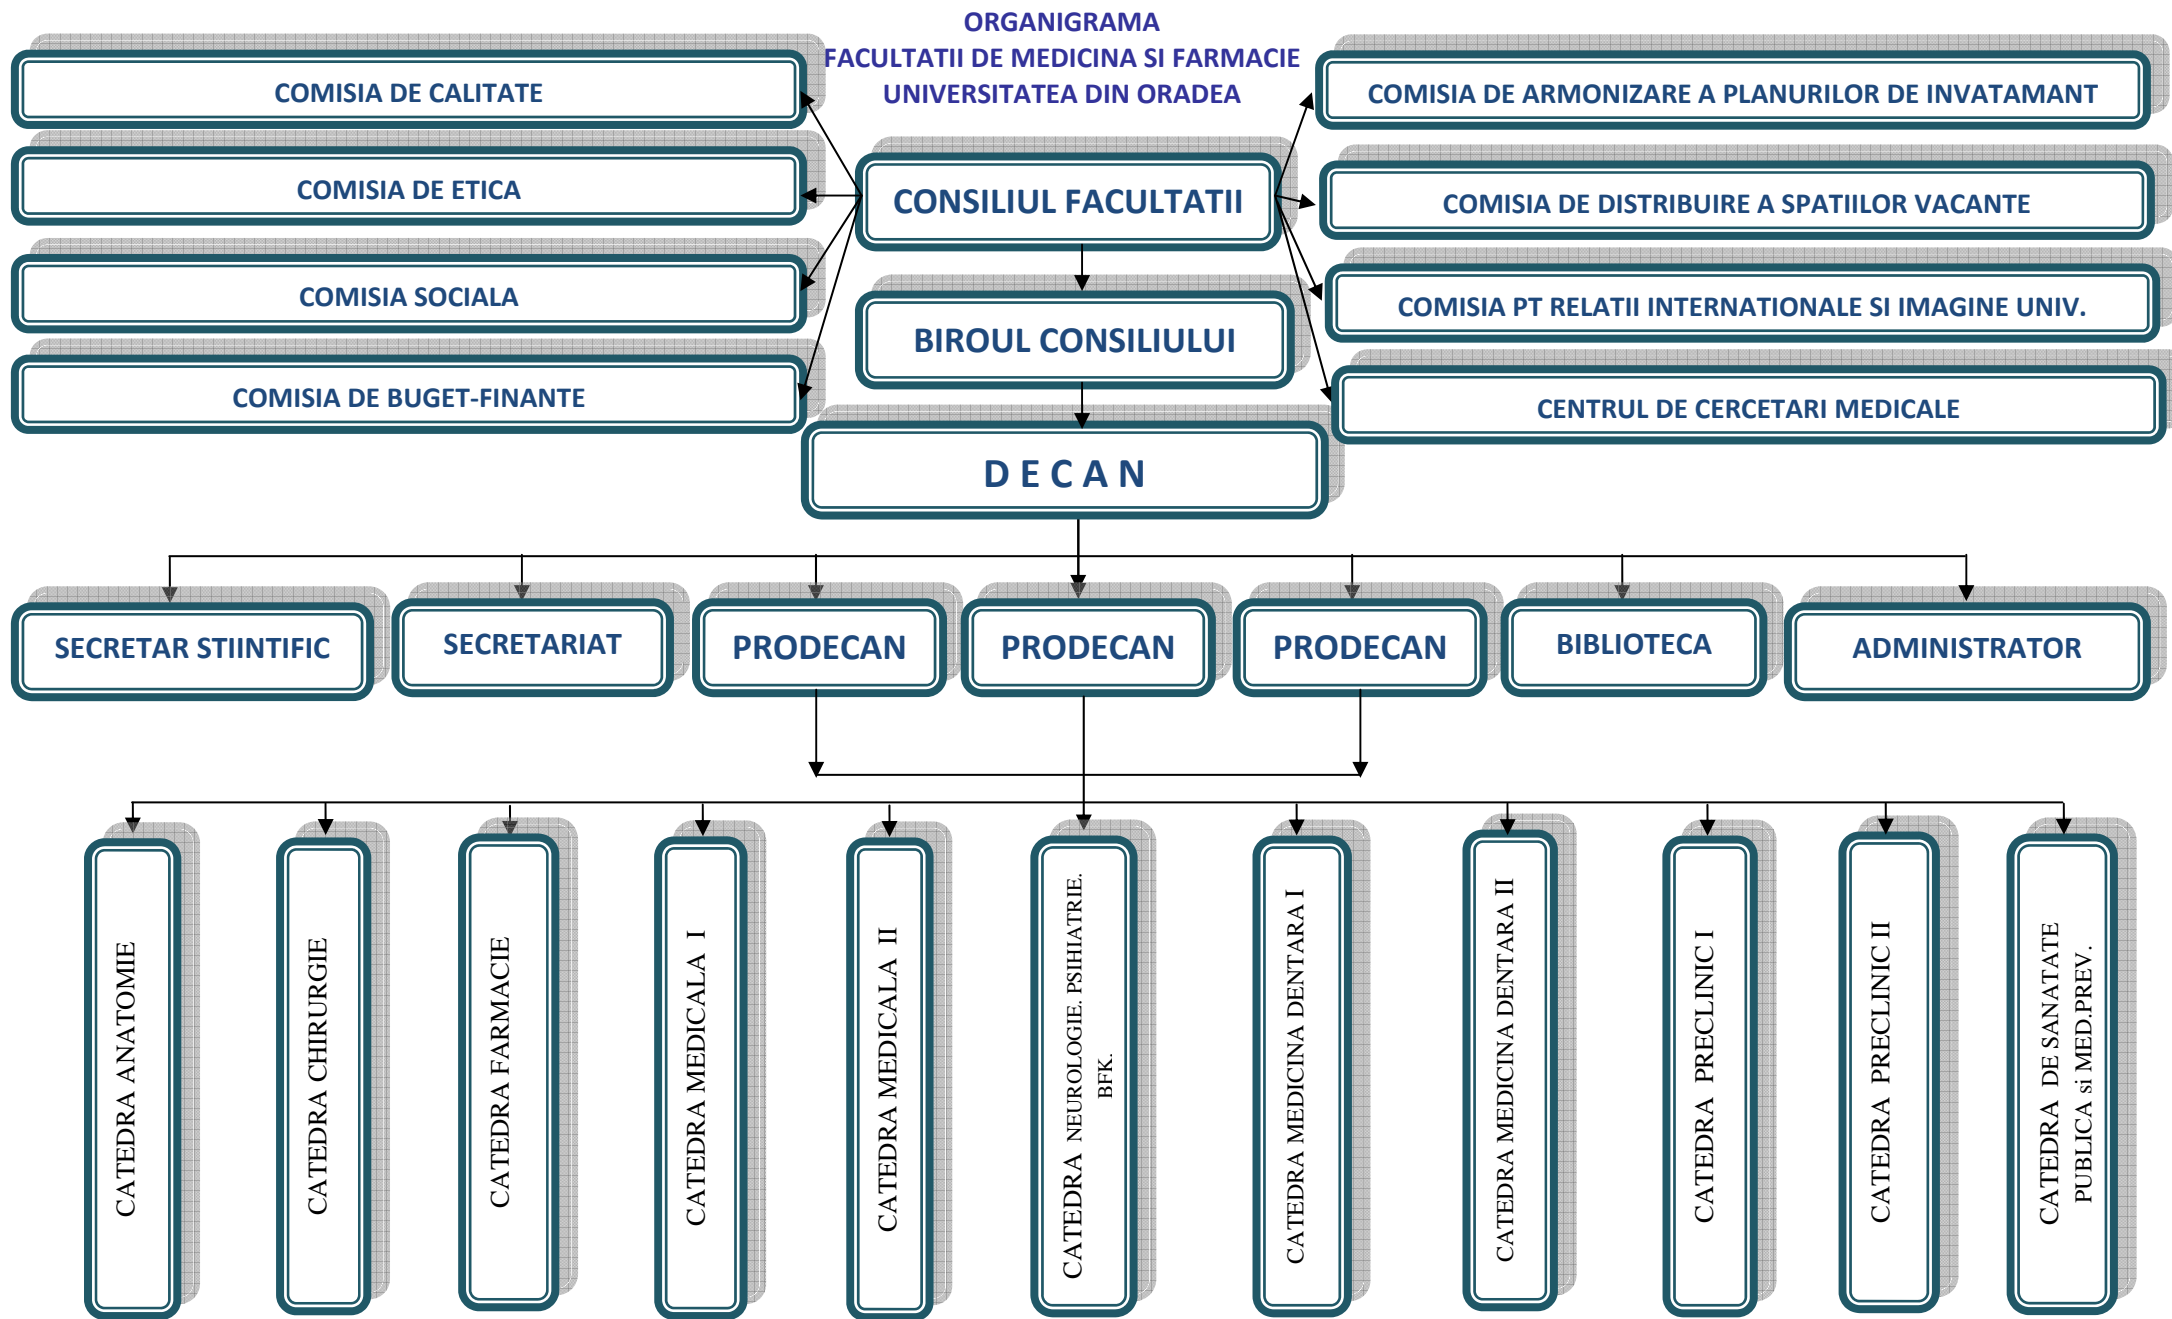 ORGANIGRAMA
FACULTATII DE MEDICINA SI FARMACIE
UNIVERSITATEA DIN ORADEA
COMISIA DE CALITATE
COMISIA DE ETICA
COMISIA SOCIALA
COMISIA DE BUGET-FINANTE
CONSILIUL FACULTATII
BIROUL CONSILIULUI
D E C A N
COMISIA DE ARMONIZARE A PLANURILOR DE INVATAMANT
COMISIA DE DISTRIBUIRE A SPATIILOR VACANTE
COMISIA PT RELATII INTERNATIONALE SI IMAGINE UNIV.
CENTRUL DE CERCETARI MEDICALE
SECRETAR STIINTIFIC
SECRETARIAT
PRODECAN
PRODECAN
PRODECAN
BIBLIOTECA
ADMINISTRATOR
CATEDRA ANATOMIE
CATEDRA CHIRURGIE
CATEDRA FARMACIE
CATEDRA MEDICALA I
CATEDRA MEDICALA II
CATEDRA NEUROLOGIE. PSIHIATRIE.
BFK.
CATEDRA MEDICINA DENTARA I
CATEDRA MEDICINA DENTARA II
CATEDRA PRECLINIC I
CATEDRA PRECLINIC II
CATEDRA DE SANATATE
PUBLICA si MED.PREV.